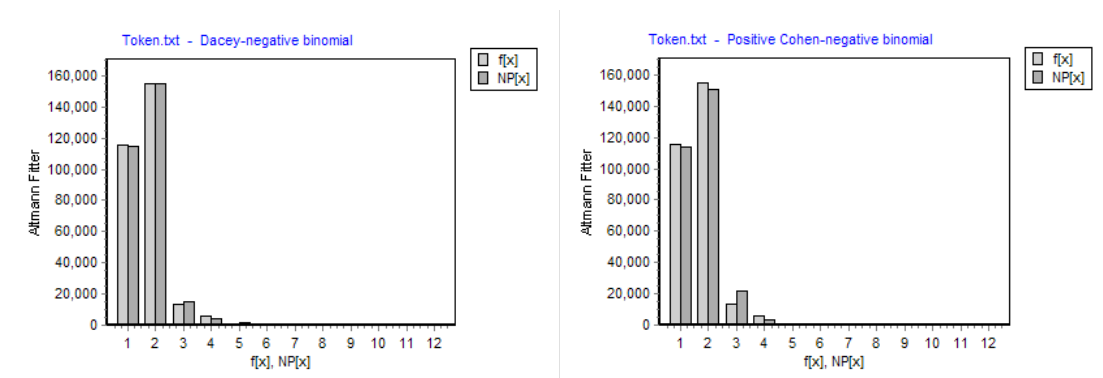 Token.txt - Dacey-negative binomial
f[x]
NP[x]
160,000
140,000
120,000
100,000
80,000
60,000
40,000
20,000
0
Altmann Fitter
1 2 3 4 5 6 7 8 9 10 11 12
f[x], NP[x]
Token.txt - Positive Cohen-negative binomial
f[x]
NP[x]
160,000
140,000
120,000
100,000
80,000
60,000
40,000
20,000
0
Altmann Fitter
1 2 3 4 5 6 7 8 9 10 11 12
f[x], NP[x]